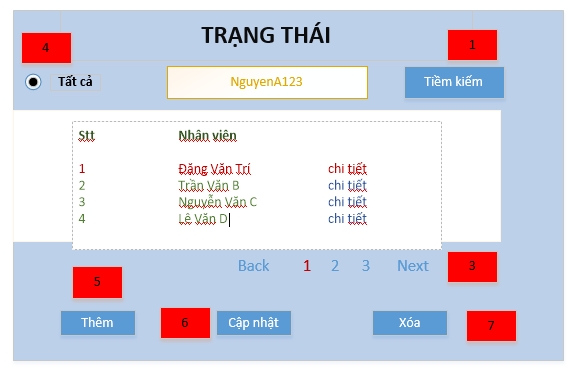 TRẠNG THÁI
4
1
Tất cả
NguyenA123
Tiềm kiếm
Stt Nhân viên
1 Đặng Văn Trí chi tiết
2 Trần Văn B chi tiết
3 Nguyễn Văn C chi tiết
4 Lê Văn D chi tiết
Back 1 2 3 Next 3
5
Thêm 6 Cập nhật Xóa 7